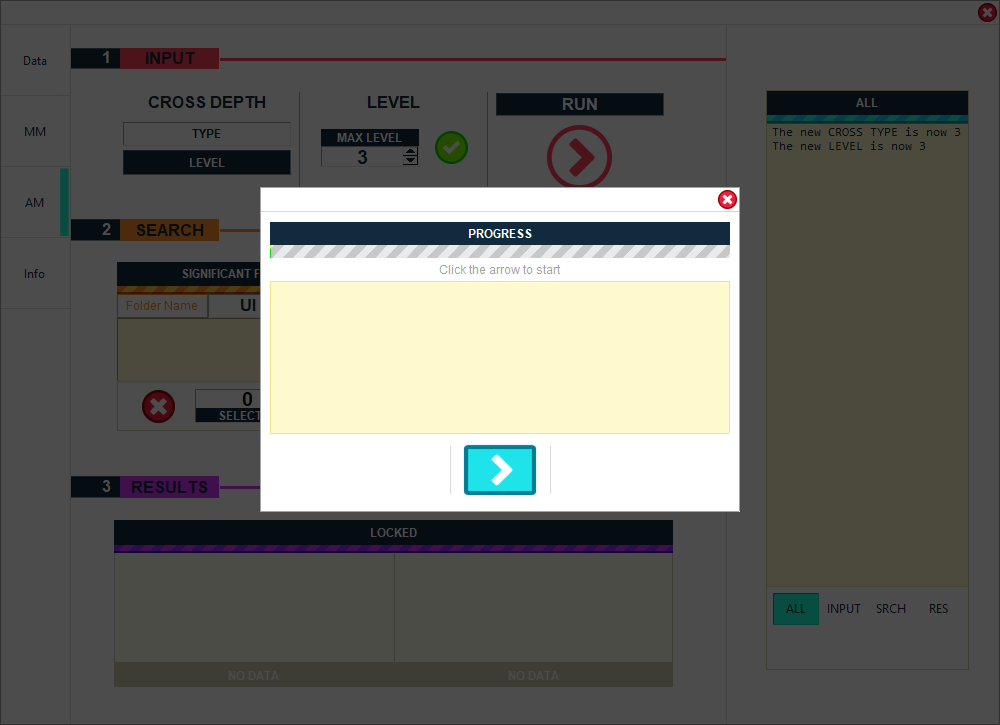 Data
MM
AM
Info
1 INPUT
CROSS DEPTH
TYPE
LEVEL
LEVEL
MAX LEVEL
3
RUN
2 SEARCH
SIGNIFICANT F
Folder Name
UI
0
SELECT
PROGRESS
Click the arrow to start
3 RESULTS
LOCKED
NO DATA
NO DATA
ALL
The new CROSS TYPE is now 3
The new LEVEL is now 3
ALL INPUT SRCH RES